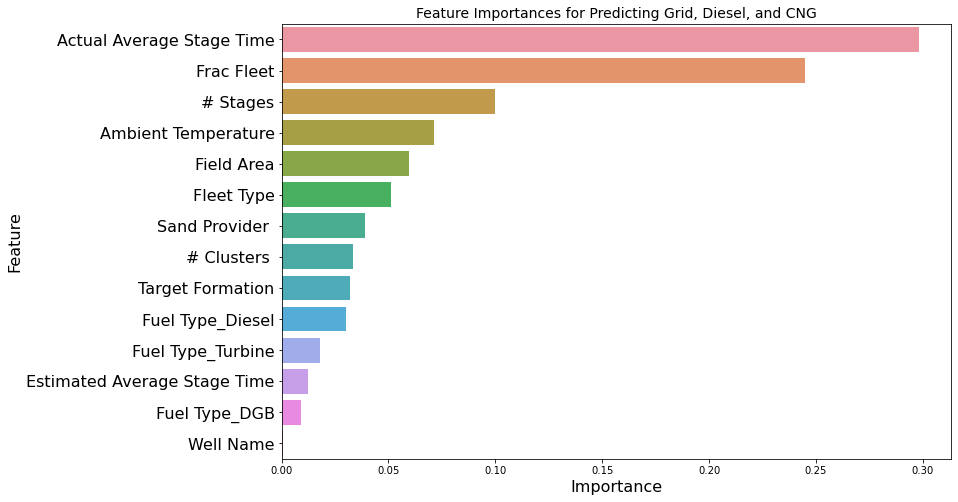 Feature Importances for Predicting Grid, Diesel, and CNG
Actual Average Stage Time
Frac Fleet
# Stages
Ambient Temperature
Field Area
Fleet Type
Sand Provider
# Clusters
Target Formation
Fuel Type_Diesel
Fuel Type_Turbine
Estimated Average Stage Time
Fuel Type_DGB
Well Name
Feature
0.00 0.05 0.10 0.15 0.20 0.25 0.30
Importance